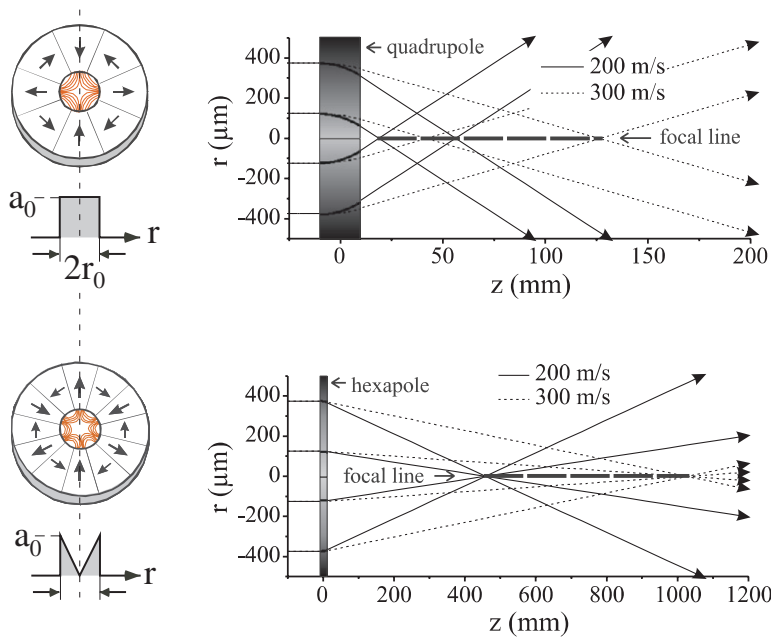 a₀
r
2r₀
400
200
0
-200
-400
r (µm)
quadrupole
200 m/s
300 m/s
focal line
0
50
100
150
200
z (mm)
a₀
r
400
200
0
-200
-400
r (µm)
hexapole
200 m/s
300 m/s
focal line
0
200
400
600
800
1000
1200
z (mm)